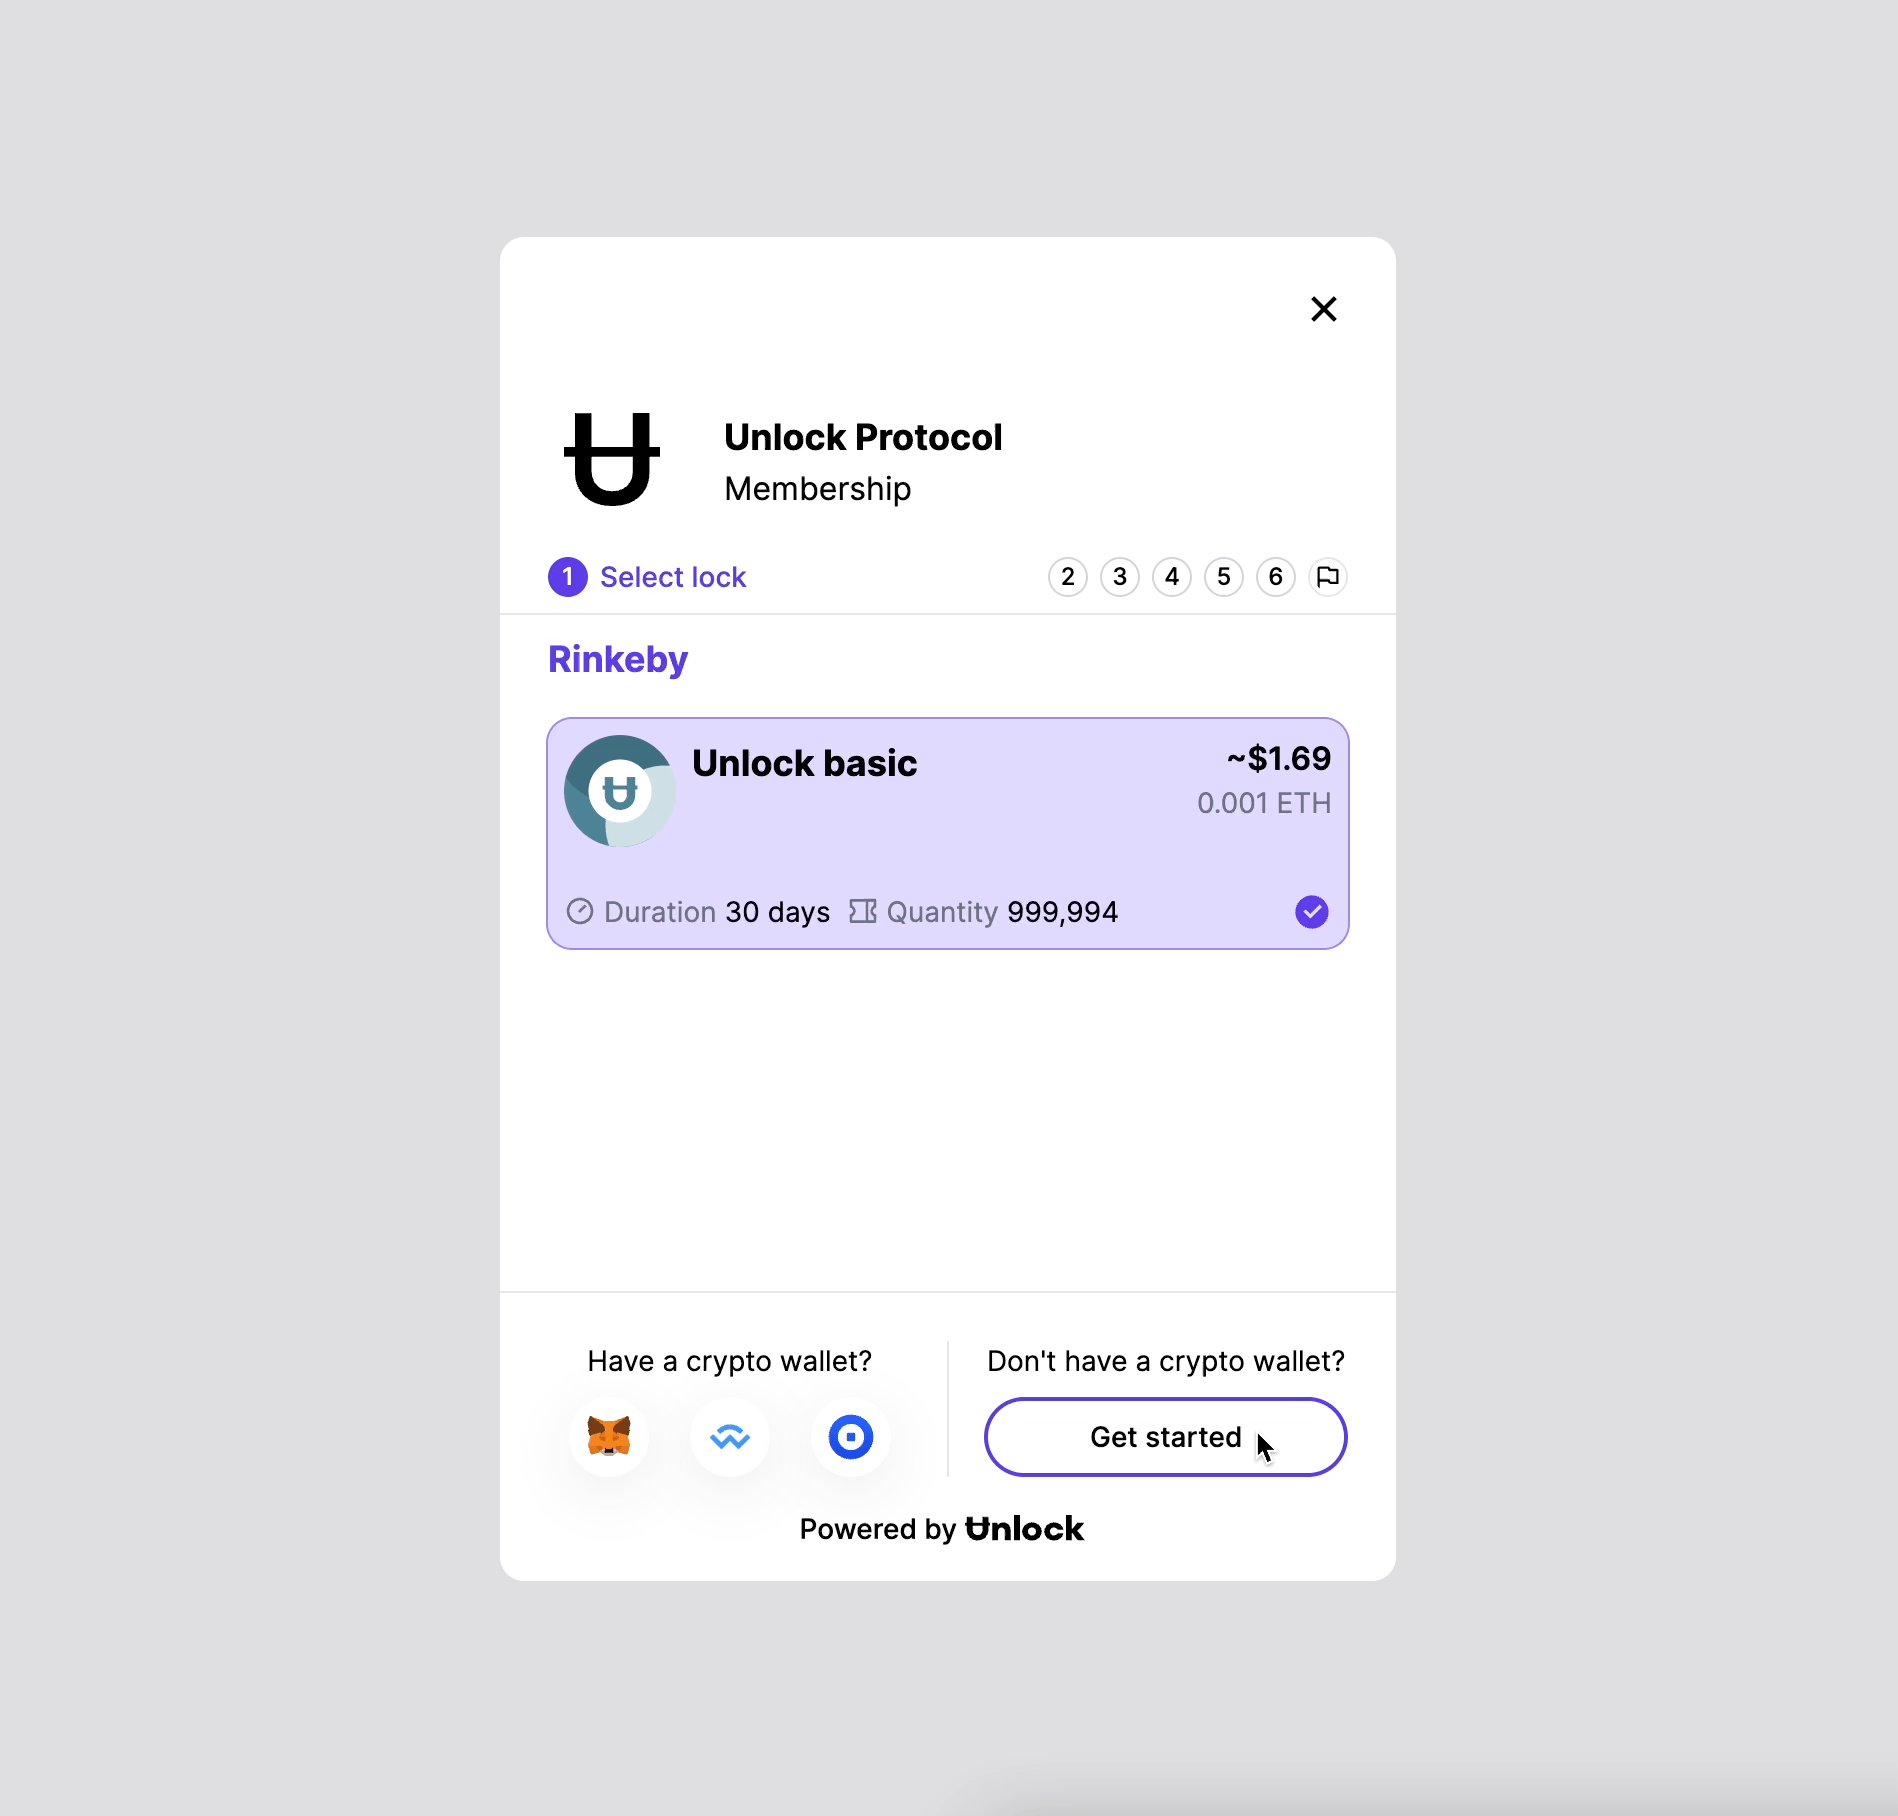 Unlock Protocol
Membership
1 Select lock 2 3 4 5 6
Rinkeby
Unlock basic ~$1.69
0.001 ETH
Duration 30 days Quantity 999,994
Have a crypto wallet? Don't have a crypto wallet?
Get started
Powered by Unlock